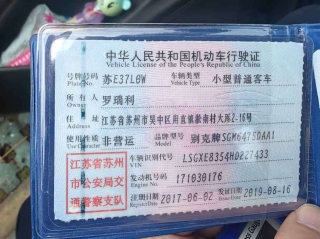 中华人民共和国机动车行驶证
Vehicle License of the People's Republic of China
号牌号码 苏E37L0W 车辆类型 小型普通客车
Plate No. Vehicle Type
所有人 罗瑞利
Owner
住址 江苏省苏州市吴中区甪直镇淞南村大厍2-16号
Address
使用性质 非营运 品牌型号 别克牌SGM6475DAA1
Use Character Model
江苏省苏州市公安局交通警察支队
车辆识别代号 LSGXE8354HD227433
VIN
发动机号码 171030176
Engine No.
注册日期 2017-06-02 发证日期 2019-08-16
Register Date Issue Date